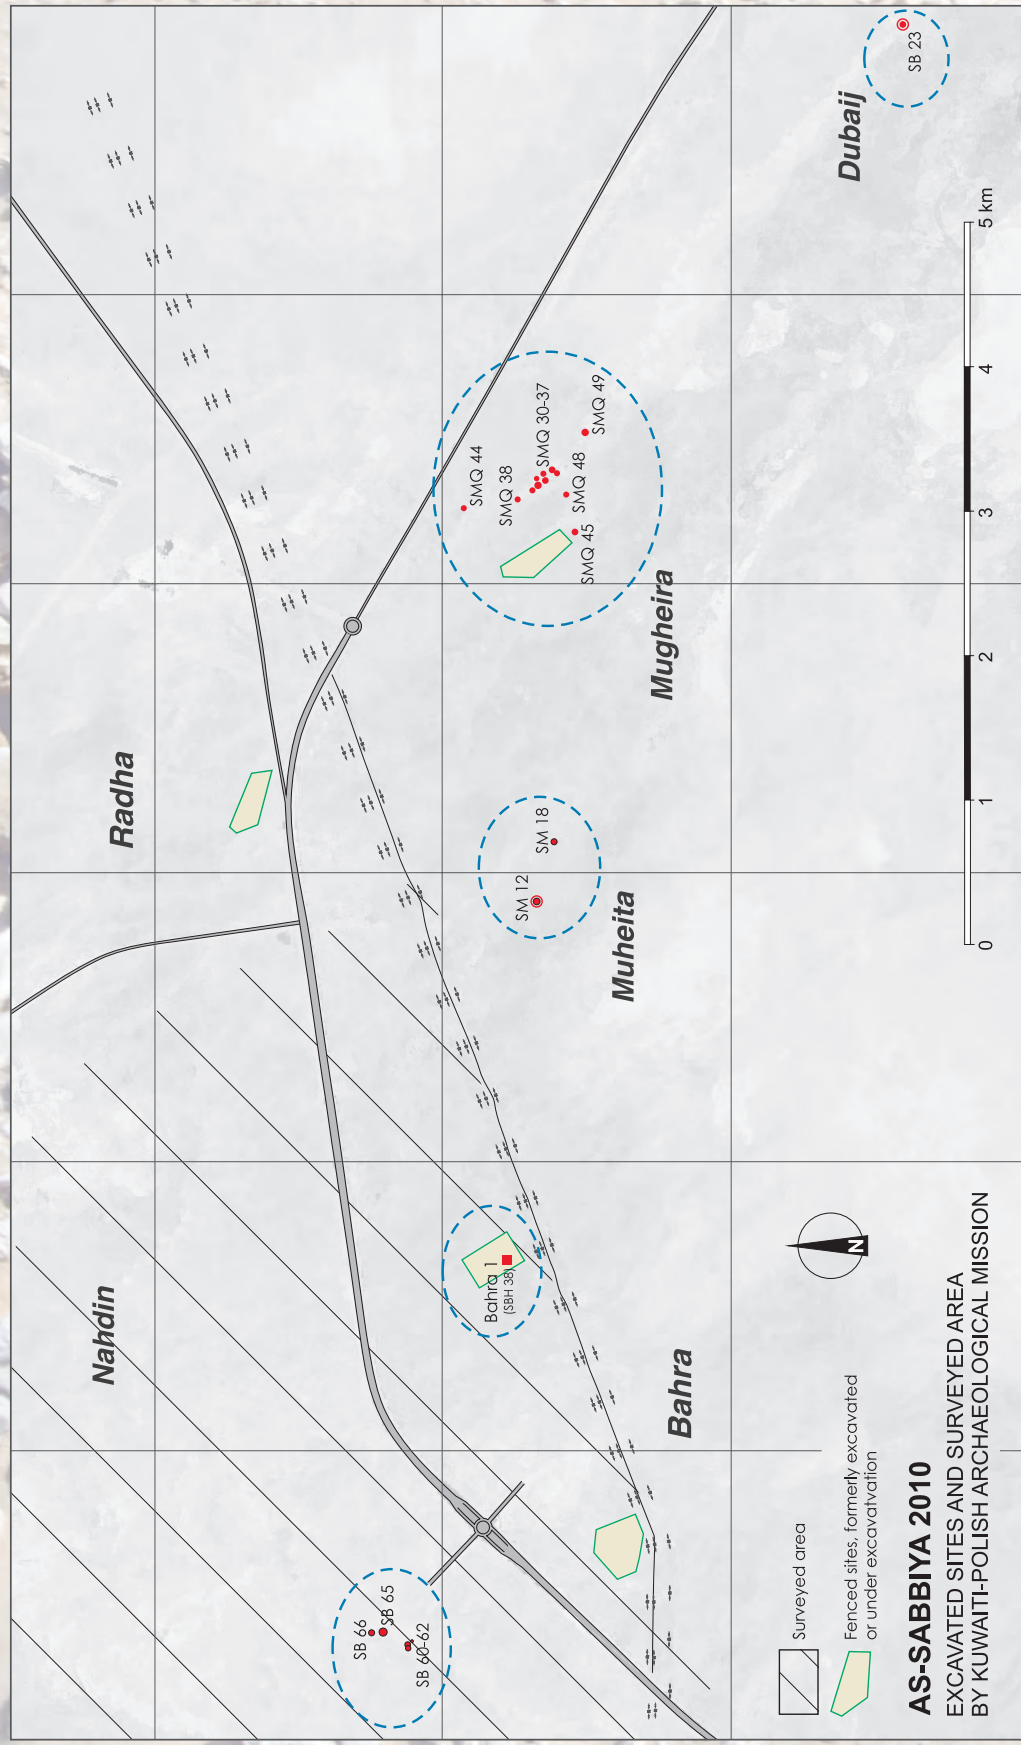 Nahdin
Radha
SB 66
SB 65
SB 60-62
Bahra 1
(SBH 38)
SM 12
SM 18
SMQ 44
SMQ 38
SMQ 30-37
SMQ 48
SMQ 49
SMQ 45
Bahra
Muheita
Mugheira
Dubaij
SB 23
N
Surveyed area
Fenced sites, formerly excavated
or under excavatvation
0
1
2
3
4
5 km
AS-SABBIYA 2010
EXCAVATED SITES AND SURVEYED AREA
BY KUWAITI-POLISH ARCHAEOLOGICAL MISSION